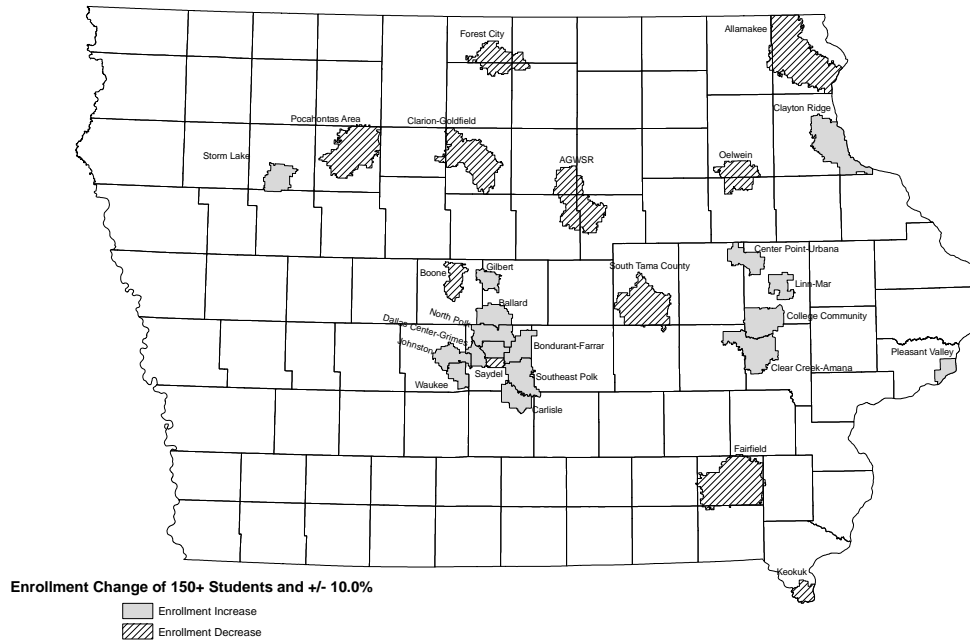 Forest City
Allamakee
Clayton Ridge
Pocahontas Area
Clarion-Goldfield
Storm Lake
AGWSR
Oelwein
Center Point-Urbana
Boone
Gilbert
South Tama County
Linn-Mar
Ballard
North Polk
College Community
Dallas Center-Grimes
Johnston
Bondurant-Farrar
Pleasant Valley
Clear Creek-Amana
Saydel
Southeast Polk
Waukee
Carlisle
Fairfield
Keokuk
Enrollment Change of 150+ Students and +/- 10.0%
Enrollment Increase
Enrollment Decrease